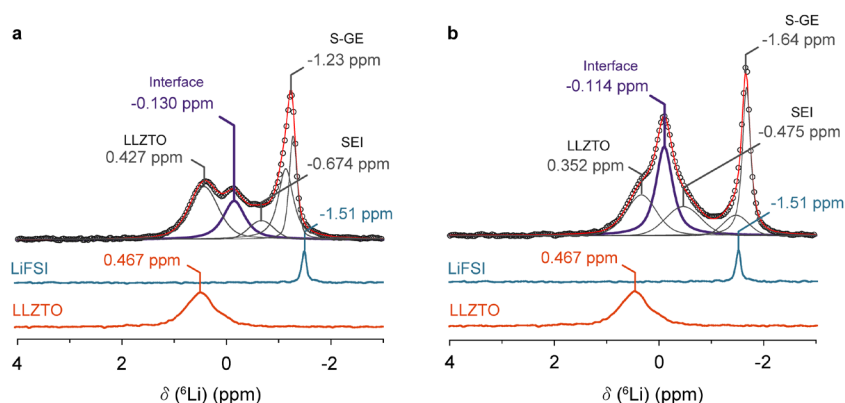 a
S-GE
-1.23 ppm
Interface
-0.130 ppm
LLZTO
0.427 ppm
SEI
-0.674 ppm
-1.51 ppm
0.467 ppm
LiFSI
LLZTO
4
2
0
-2
δ (⁶Li) (ppm)
b
S-GE
-1.64 ppm
Interface
-0.114 ppm
SEI
-0.475 ppm
LLZTO
0.352 ppm
-1.51 ppm
0.467 ppm
LiFSI
LLZTO
4
2
0
-2
δ (⁶Li) (ppm)